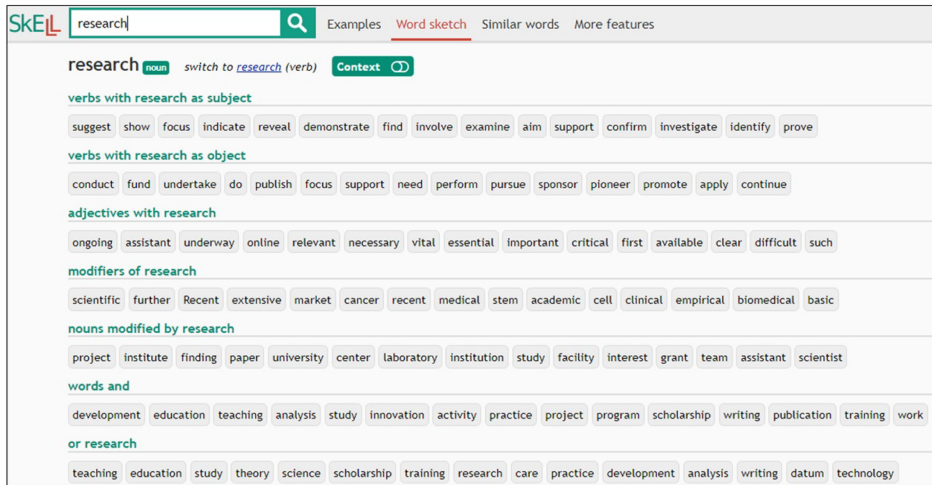 SkELL research Examples Word sketch Similar words More features
research noun switch to research (verb) Context
verbs with research as subject
suggest show focus indicate reveal demonstrate find involve examine aim support confirm investigate identify prove
verbs with research as object
conduct fund undertake do publish focus support need perform pursue sponsor pioneer promote apply continue
adjectives with research
ongoing assistant underway online relevant necessary vital essential important critical first available clear difficult such
modifiers of research
scientific further Recent extensive market cancer recent medical stem academic cell clinical empirical biomedical basic
nouns modified by research
project institute finding paper university center laboratory institution study facility interest grant team assistant scientist
words and
development education teaching analysis study innovation activity practice project program scholarship writing publication training work
or research
teaching education study theory science scholarship training research care practice development analysis writing datum technology